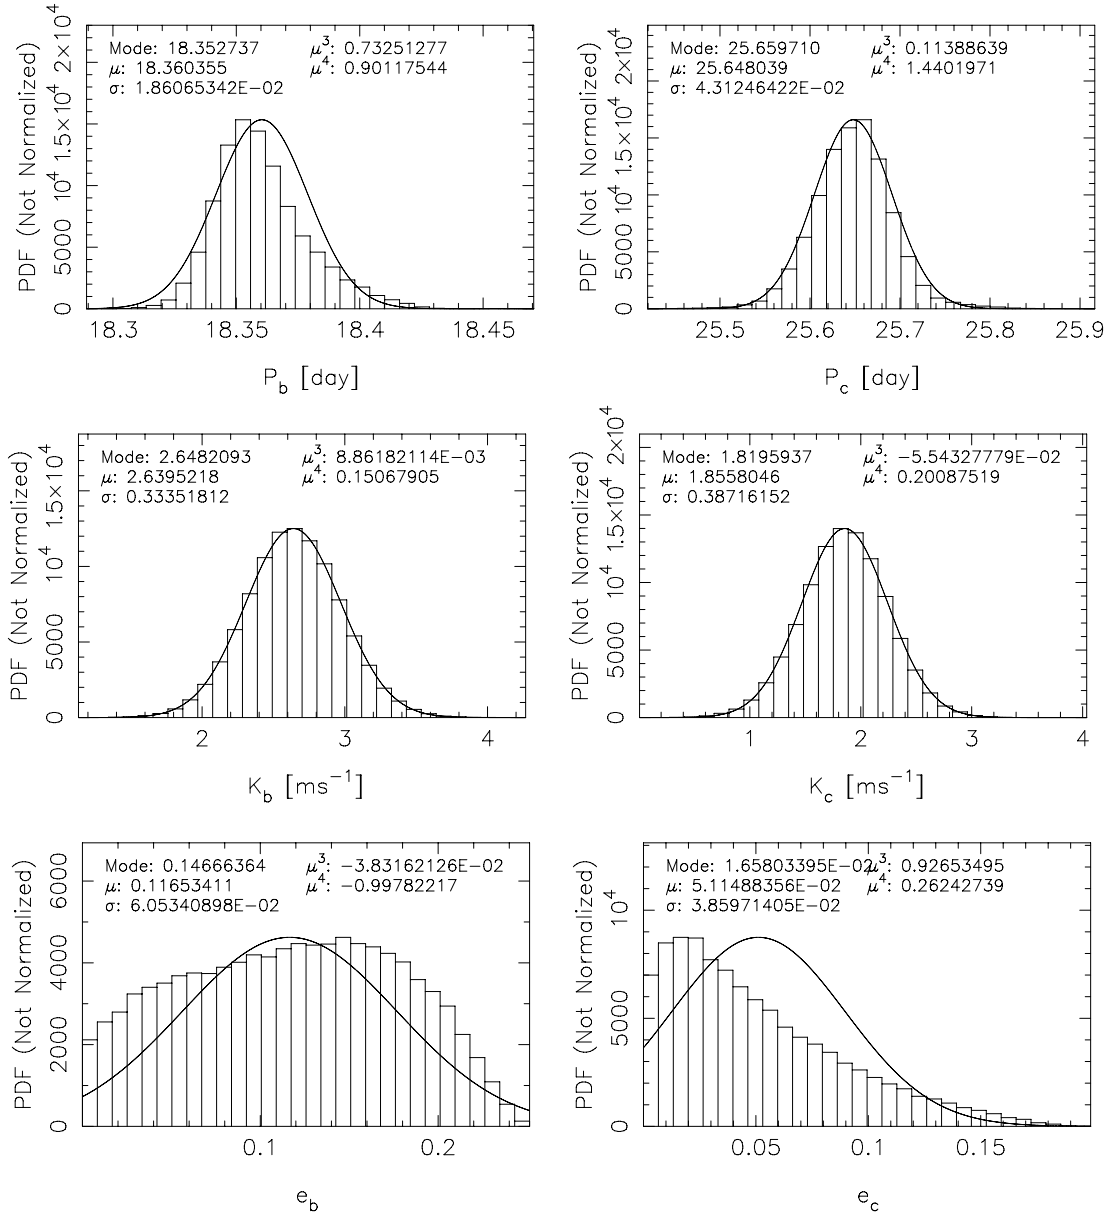 Mode: 18.352737 μ³: 0.73251277
μ: 18.360355 μ⁴: 0.90117544
σ: 1.86065342E−02
PDF (Not Normalized)
0 5000 10⁴ 1.5×10⁴ 2×10⁴
18.3 18.35 18.4 18.45
P_b [day]
Mode: 25.659710 μ³: 0.11388639
μ: 25.648039 μ⁴: 1.4401971
σ: 4.31246422E−02
PDF (Not Normalized)
0 5000 10⁴ 1.5×10⁴ 2×10⁴
25.5 25.6 25.7 25.8 25.9
P_c [day]
Mode: 2.6482093 μ³: 8.86182114E−03
μ: 2.6395218 μ⁴: 0.15067905
σ: 0.33351812
PDF (Not Normalized)
0 5000 10⁴ 1.5×10⁴
2 3 4
K_b [ms⁻¹]
Mode: 1.8195937 μ³: −5.54327779E−02
μ: 1.8558046 μ⁴: 0.20087519
σ: 0.38716152
PDF (Not Normalized)
0 5000 10⁴ 1.5×10⁴ 2×10⁴
1 2 3 4
K_c [ms⁻¹]
Mode: 0.14666364 μ³: −3.83162126E−02
μ: 0.11653411 μ⁴: −0.99782217
σ: 6.05340898E−02
PDF (Not Normalized)
0 2000 4000 6000
0.1 0.2
e_b
Mode: 1.65803395E−02 μ³: 0.92653495
μ: 5.11488356E−02 μ⁴: 0.26242739
σ: 3.85971405E−02
PDF (Not Normalized)
0 5000 10⁴
0.05 0.1 0.15
e_c